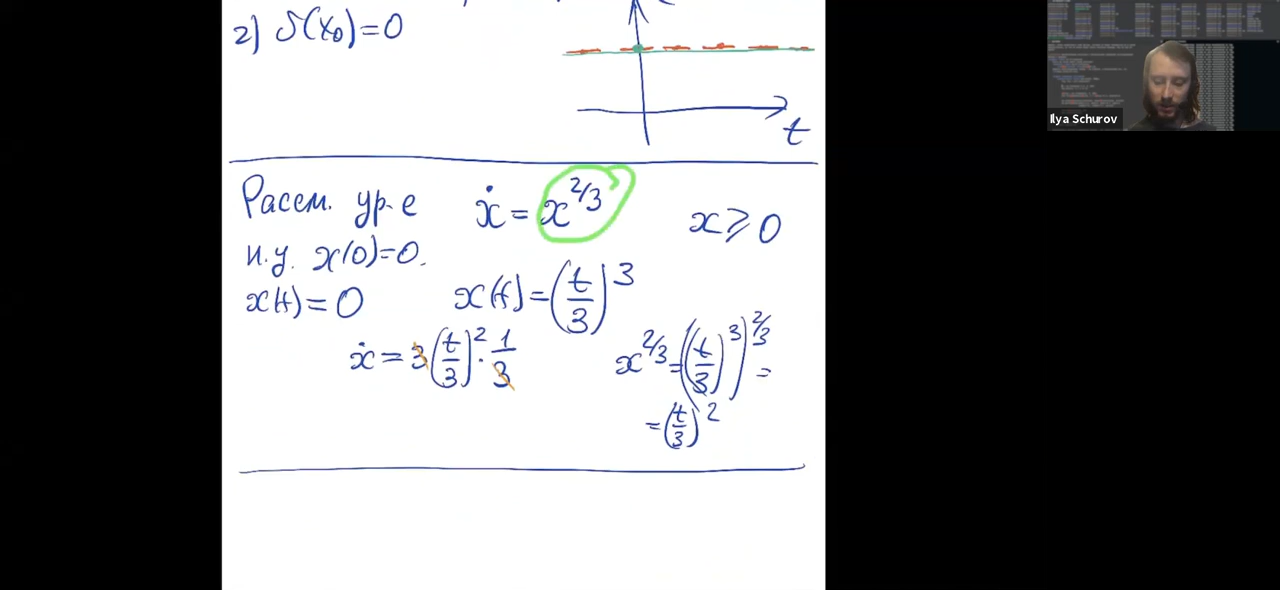 2) δ(x₀)=0
t
Рассм. ур-е ẋ = x^{2/3} x ⩾ 0
н.у. x(0)=0.
x(t) = 0 x(t) = (t/3)^3
ẋ = 3(t/3)^2 · 1/3 x^{2/3} = ((t/3)^3)^{2/3} =
= (t/3)^2
Ilya Schurov